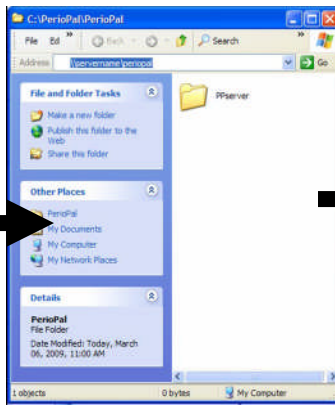 C:\PerioPal\PerioPal
File Ed » Back Search »
Address \\servername\periopal Go
File and Folder Tasks
Make a new folder
Publish this folder to the
Web
Share this folder
PPserver
Other Places
PerioPal
My Documents
My Computer
My Network Places
Details
PerioPal
File Folder
Date Modified: Today, March
06, 2009, 11:00 AM
1 objects 0 bytes My Computer